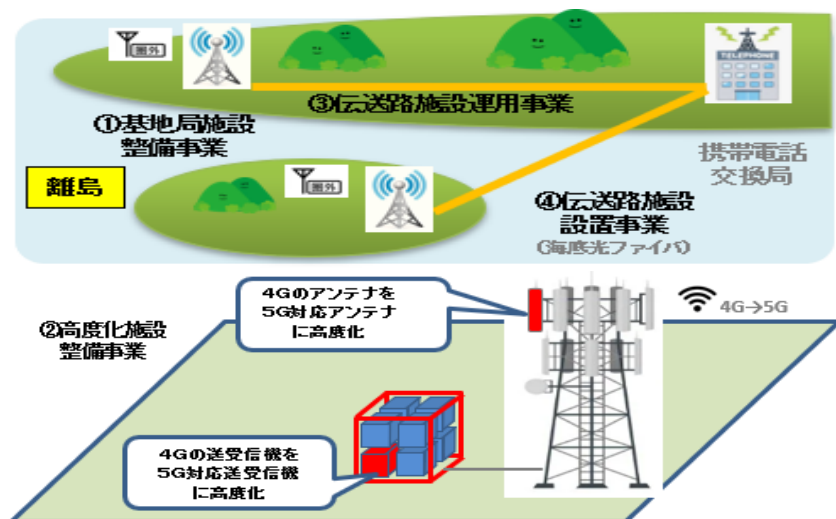 圏外
TELEPHONE
①基地局施設
整備事業
③伝送路施設運用事業
携帯電話
交換局
離島
圏外
④伝送路施設
設置事業
(海底光ファイバ)
②高度化施設
整備事業
4Gのアンテナを
5G対応アンテナ
に高度化
4G→5G
4Gの送受信機を
5G対応送受信機
に高度化